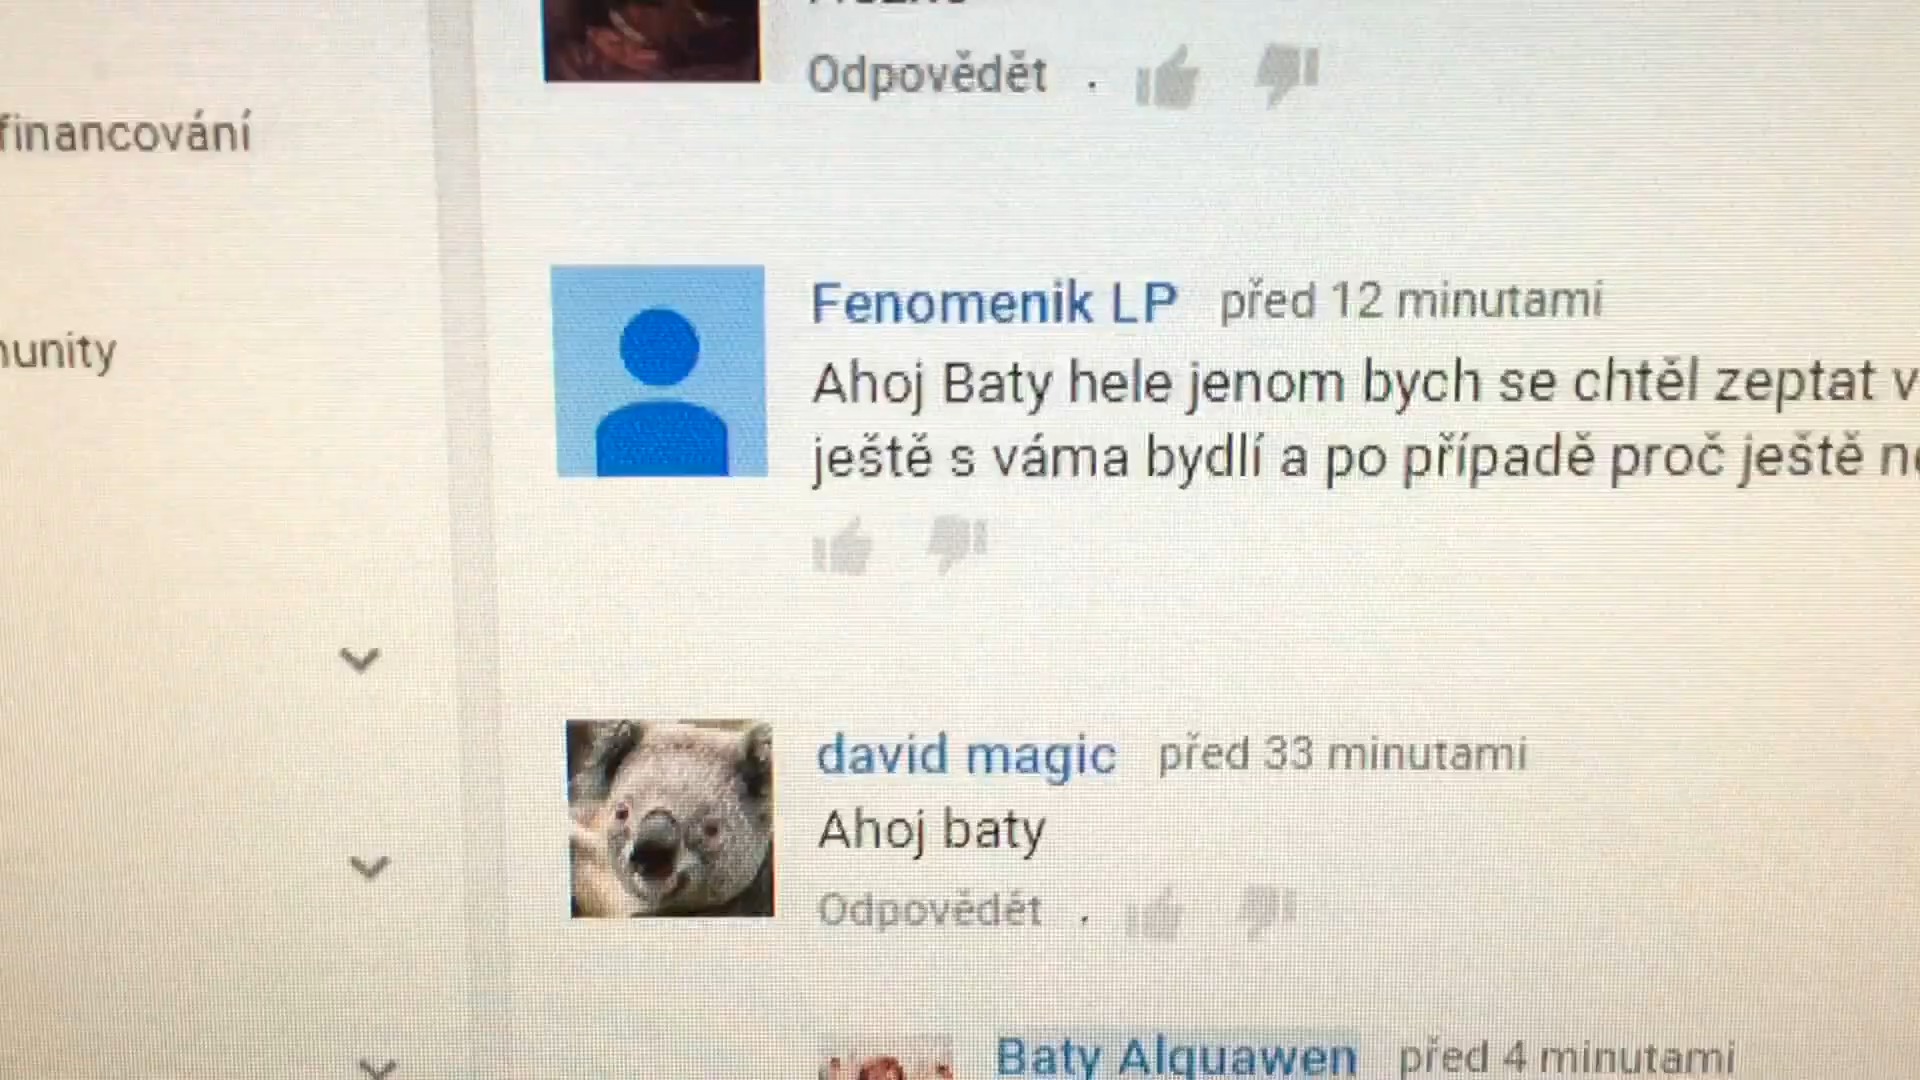 Odpovědět .
financování
Fenomenik LP před 12 minutami
Ahoj Baty hele jenom bych se chtěl zeptat
ještě s váma bydlí a po případě proč ještě
david magic před 33 minutami
Ahoj baty
Odpovědět .
Baty Alquawen před 4 minutami